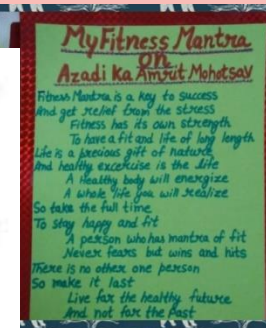 My Fitness Mantra
on
Azadi Ka Amrit Mohotsav
Fitness Mantra is a key to success
And get relief from the stress
Fitness has its own strength
To have a fit and life of long length
Life is a precious gift of nature
And healthy excercise is the life
A Healthy body will energize
A whole life you will realize
So take the full time
To stay happy and fit
A person who has mantra of fit
Never fears but wins and hits
There is no other one person
So make it last
Live for the healthy future
And not for the Past